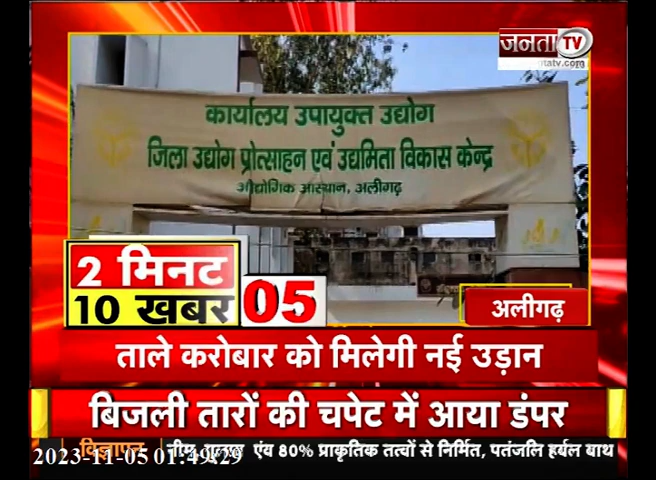 जनता TV
कार्यालय उपायुक्त उद्योग
जिला उद्योग प्रोत्साहन एवं उद्यमिता विकास केन्द्र
औद्योगिक आस्थान, अलीगढ़
2 मिनट
10 खबर
05
अलीगढ़
ताले करोबार को मिलेगी नई उड़ान
बिजली तारों की चपेट में आया डंपर
विज्ञापन एंव 80% प्राकृतिक तत्वों से निर्मित, पतंजलि हर्बल बाथ
2023-11-05 01:49:29